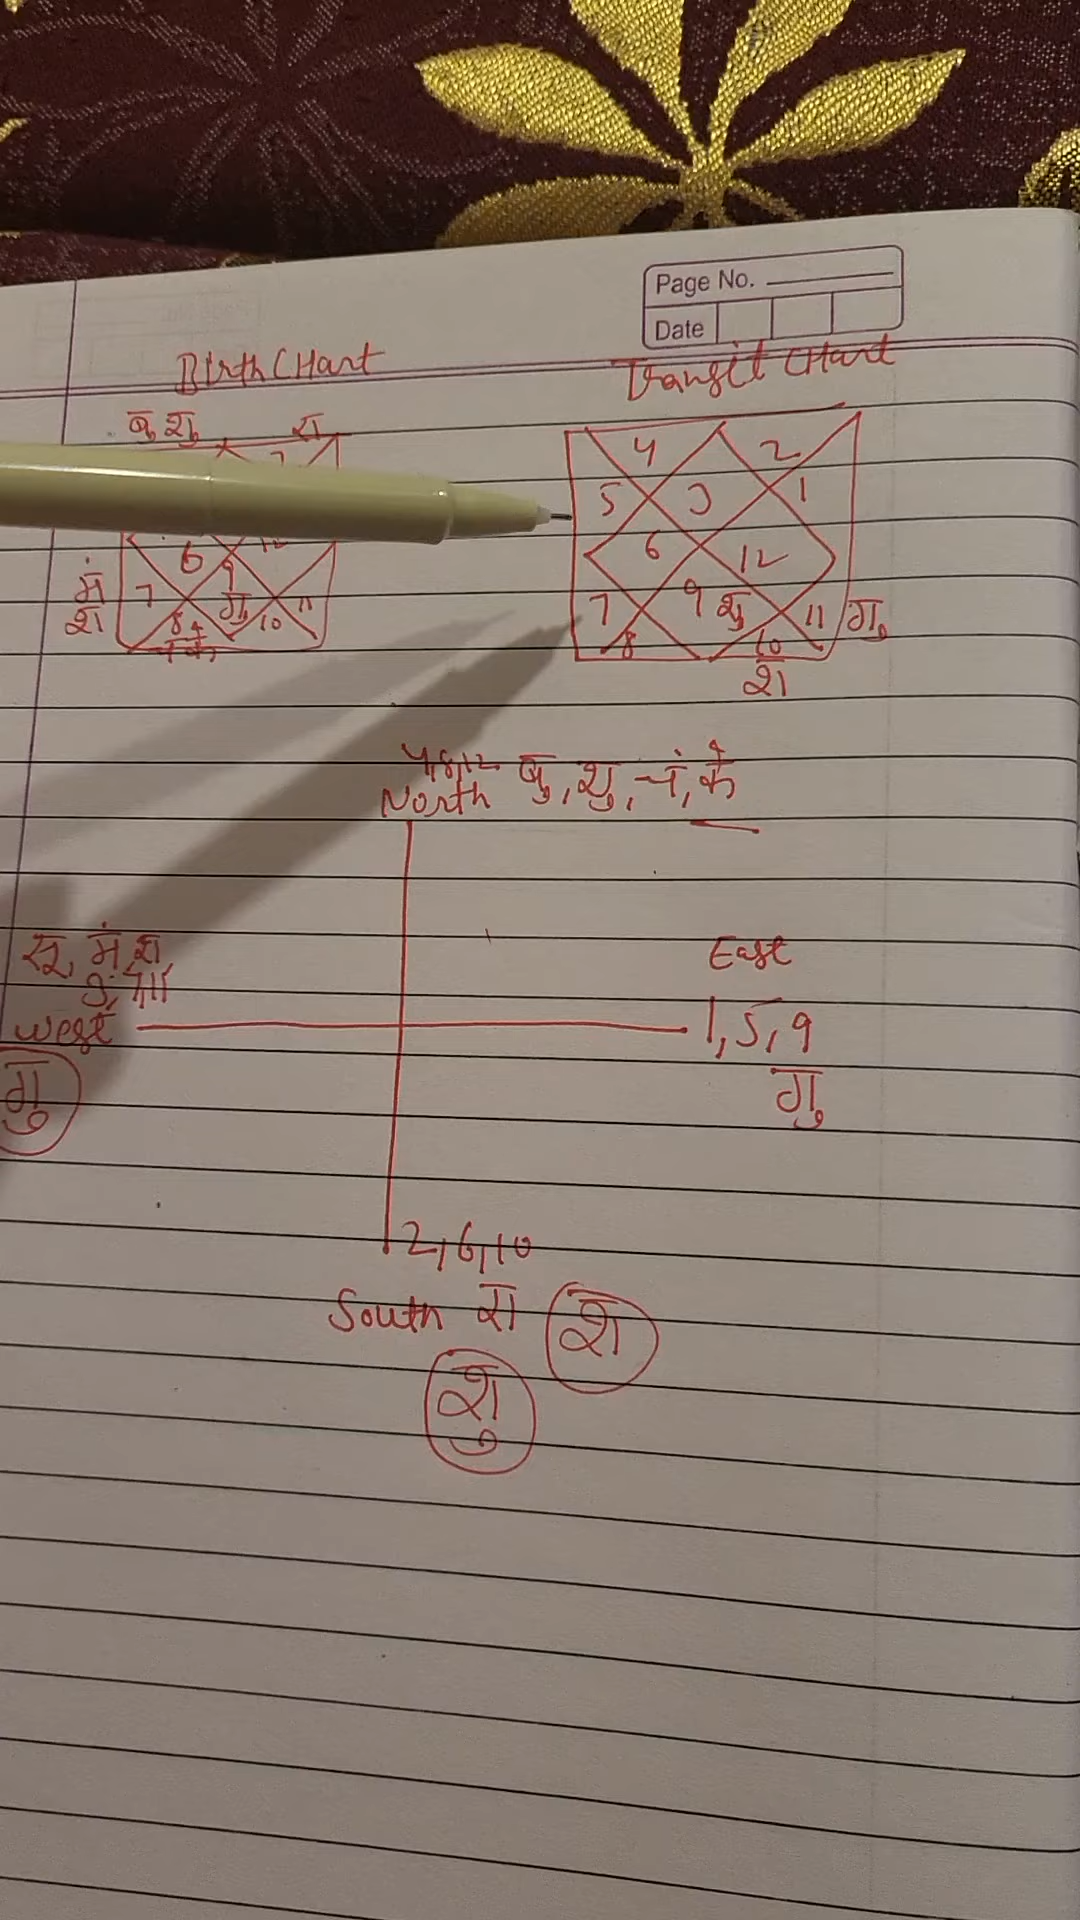 Page No.
Date
Birth CHart
Transit CHart
बु शु रा
6 12
7 9 11
8 गु 10
मं
श
चं के
4 2
5 3 1
6 12
7 9 शु 11 गु
8 10
श
4,8,12 बु, शु, चं, के
North
सू, मं, श
3,7,11
West
गु
East
1, 5, 9
गु
2, 6, 10
South रा श
शु